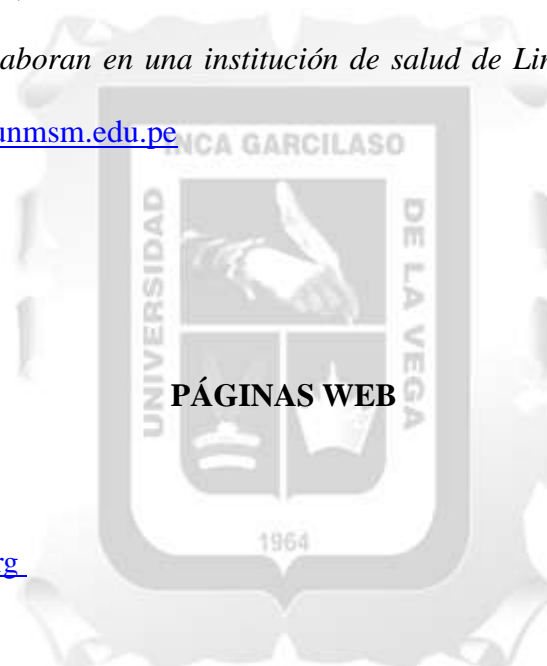 aboran en una institución de salud de Lin
unmsm.edu.pe
INCA GARCILASO
UNIVERSIDAD
DE LA VEGA
PÁGINAS WEB
1964
rg